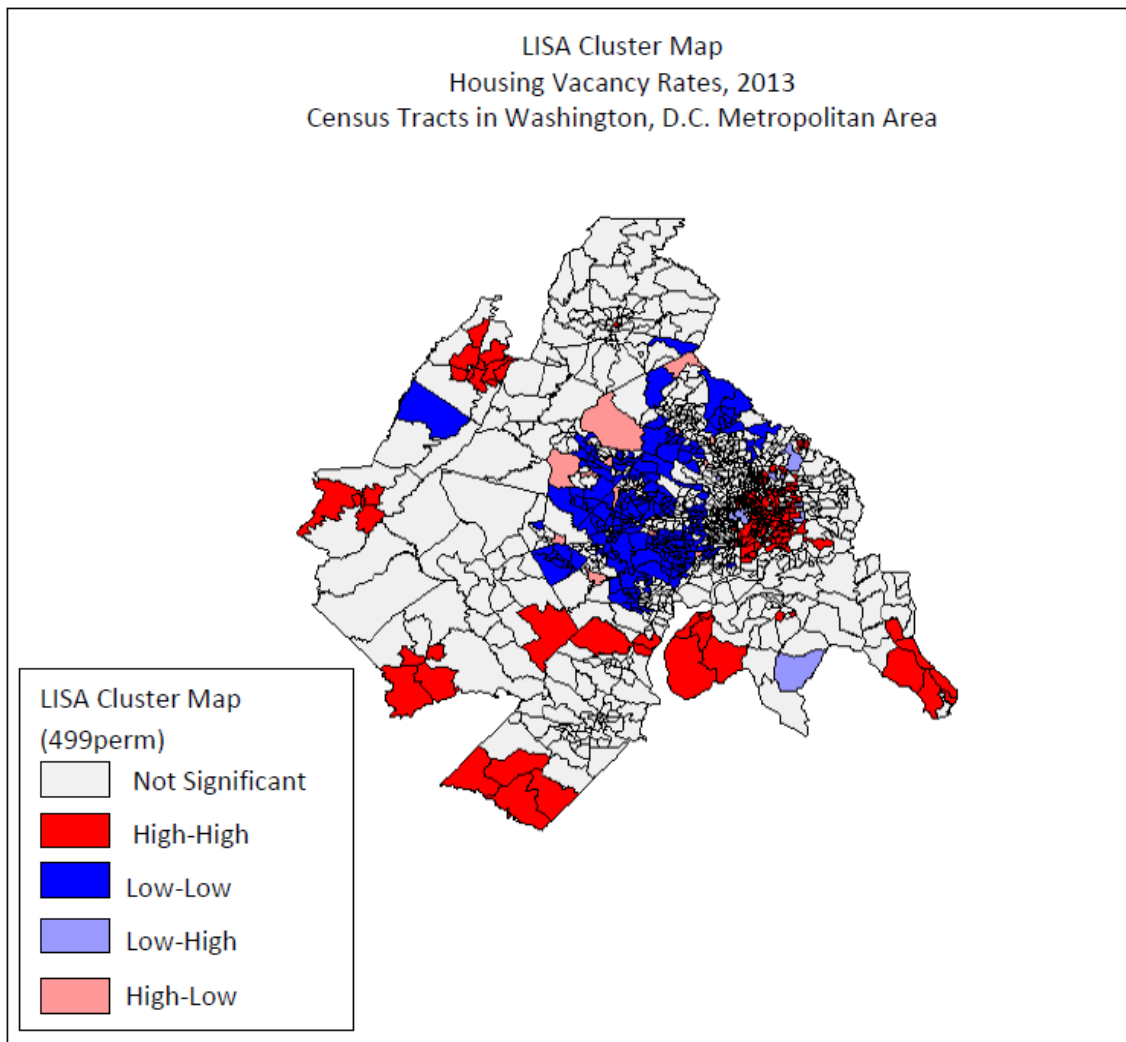 LISA Cluster Map
Housing Vacancy Rates, 2013
Census Tracts in Washington, D.C. Metropolitan Area
LISA Cluster Map
(499perm)
Not Significant
High-High
Low-Low
Low-High
High-Low